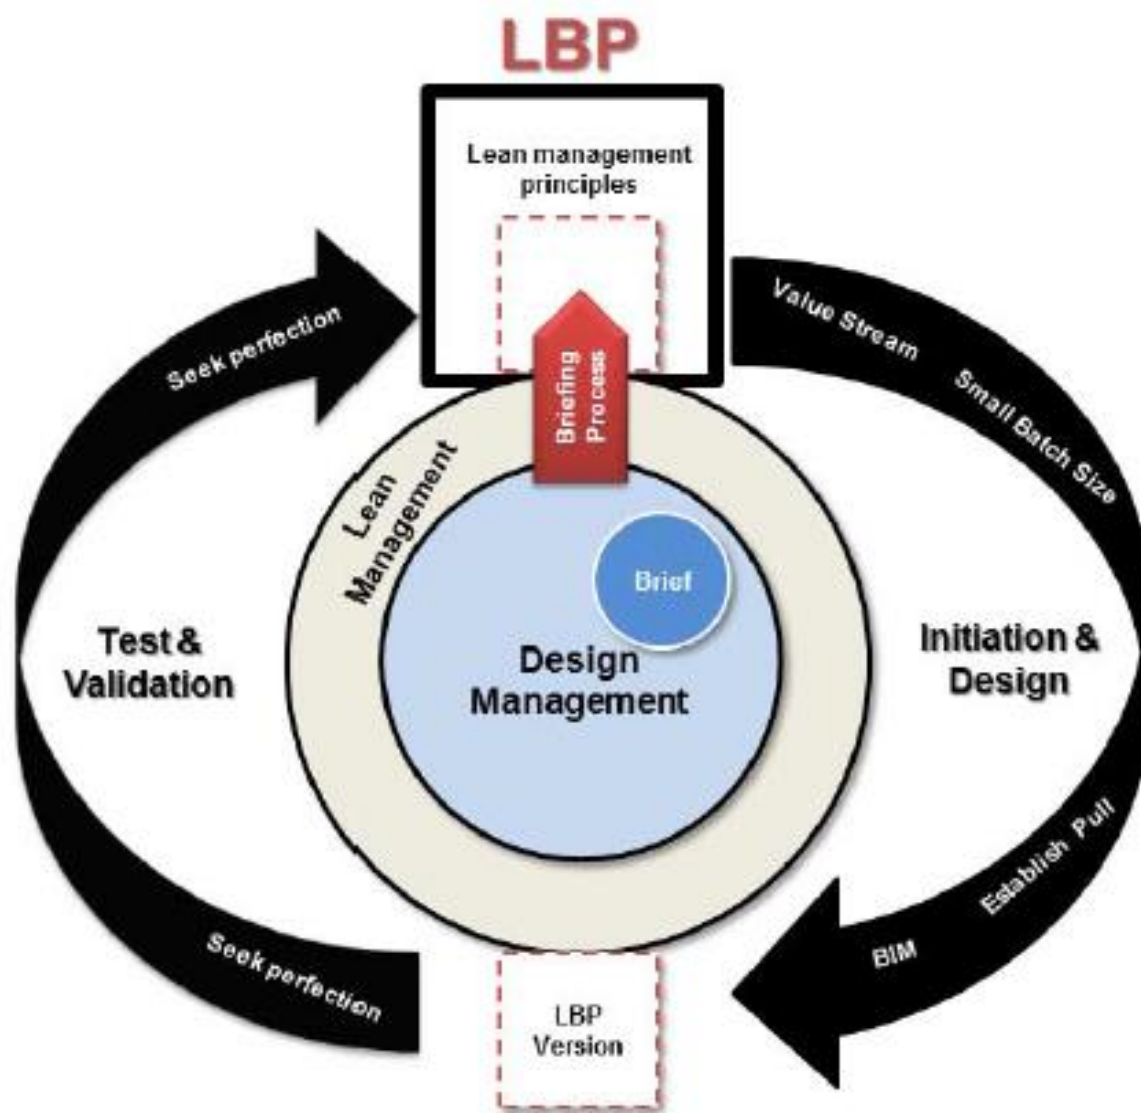 LBP
Lean management
principles
Seek perfection
Value Stream
Small Batch Size
Briefing
Process
Lean
Management
Brief
Test &
Validation
Design
Management
Initiation &
Design
Establish Pull
BIM
Seek perfection
LBP
Version